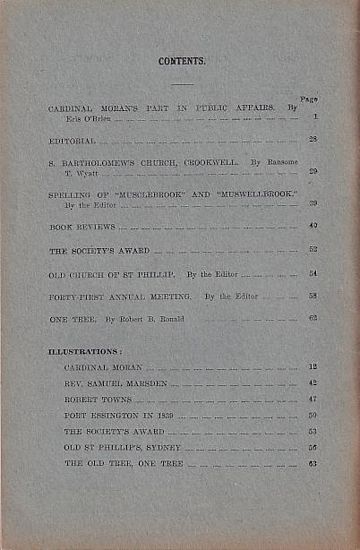 CONTENTS.
Page
CARDINAL MORAN'S PART IN PUBLIC AFFAIRS. By
Eris O'Brien 1
EDITORIAL 28
S. BARTHOLOMEW'S CHURCH, CROOKWELL. By Ransome
T. Wyatt 29
SPELLING OF "MUSCLEBROOK" AND "MUSWELLBROOK."
By the Editor 39
BOOK REVIEWS 40
THE SOCIETY'S AWARD 52
OLD CHURCH OF ST PHILLIP. By the Editor 54
FORTY-FIRST ANNUAL MEETING. By the Editor 58
ONE TREE. By Robert B. Ronald 62
ILLUSTRATIONS:
CARDINAL MORAN 12
REV. SAMUEL MARSDEN 42
ROBERT TOWNS 47
PORT ESSINGTON IN 1839 50
THE SOCIETY'S AWARD 53
OLD ST PHILLIP'S, SYDNEY 56
THE OLD TREE, ONE TREE 63